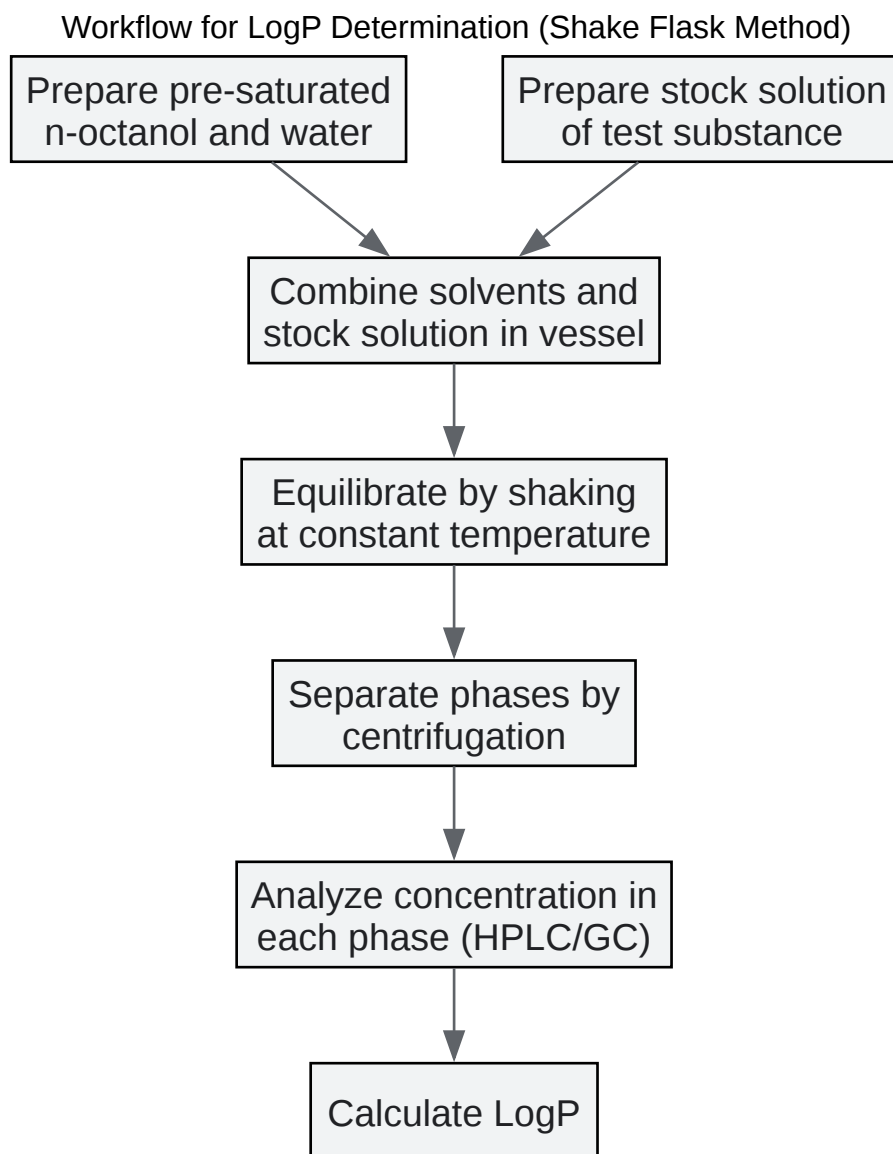 Workflow for LogP Determination (Shake Flask Method)
Prepare pre-saturated
n-octanol and water
Prepare stock solution
of test substance
Combine solvents and
stock solution in vessel
Equilibrate by shaking
at constant temperature
Separate phases by
centrifugation
Analyze concentration in
each phase (HPLC/GC)
Calculate LogP